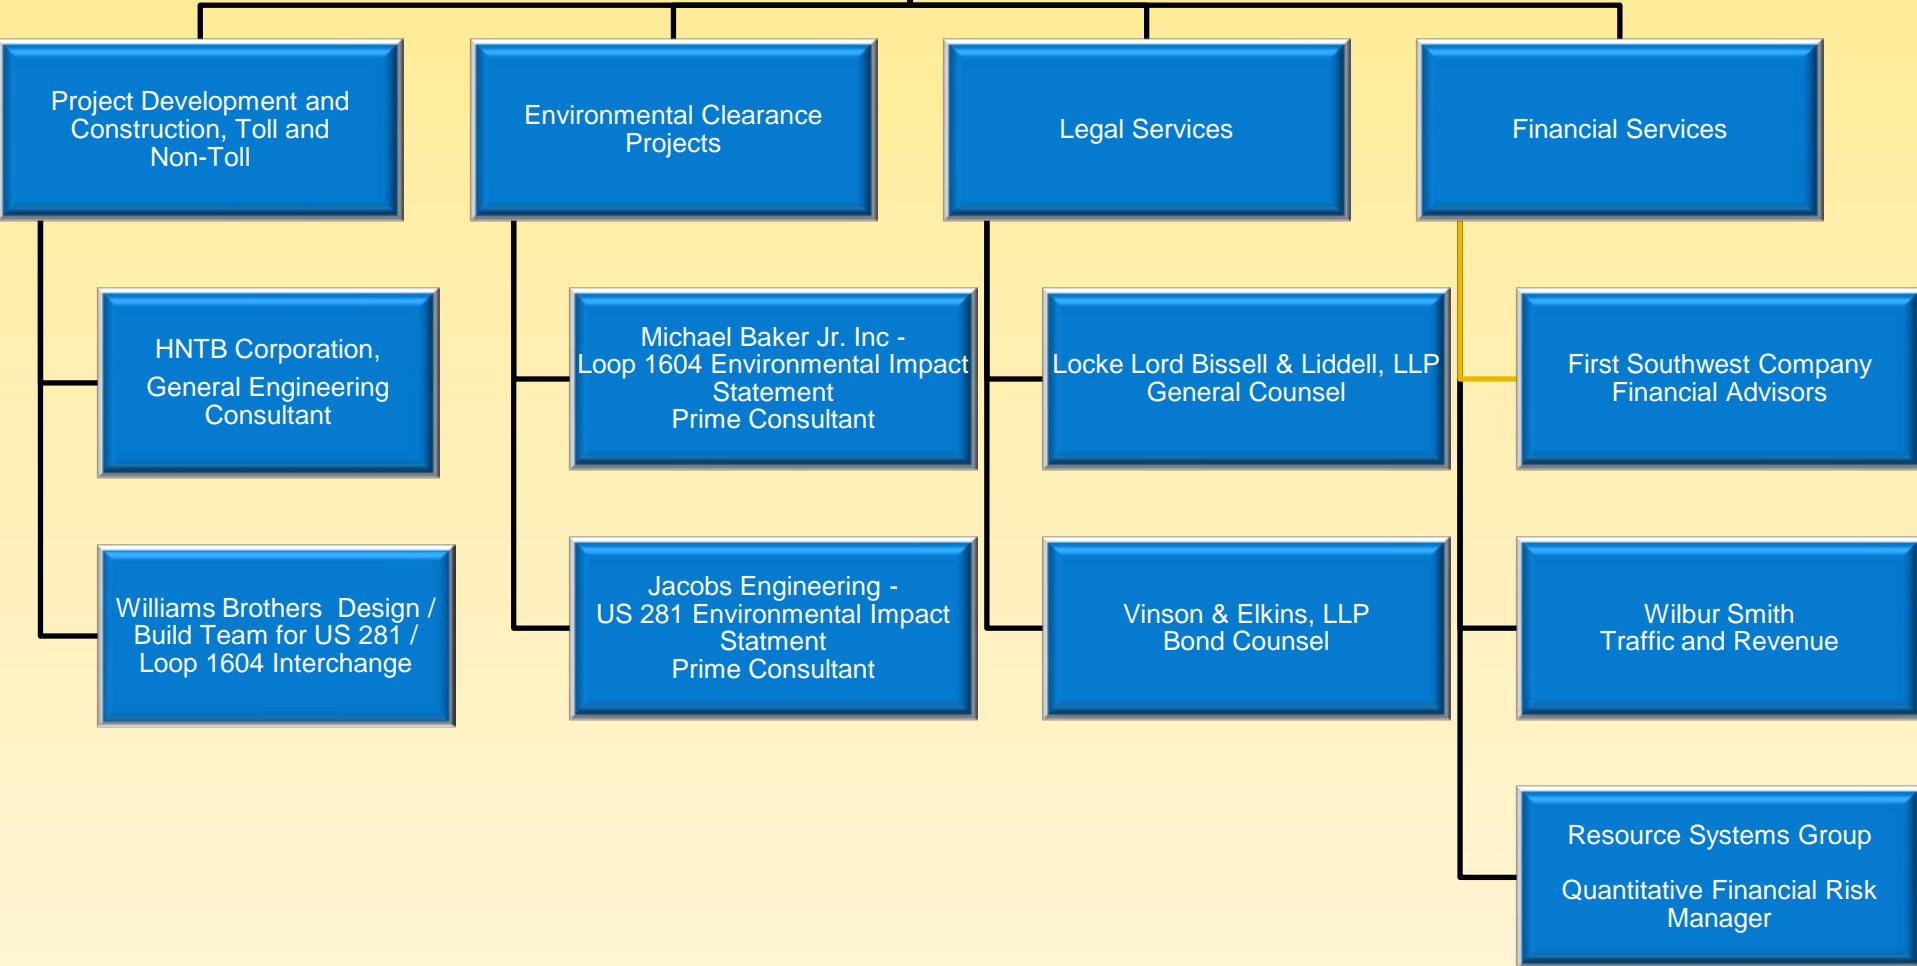 Project Development and
Construction, Toll and
Non-Toll
Environmental Clearance
Projects
Legal Services
Financial Services
HNTB Corporation,
General Engineering
Consultant
Michael Baker Jr. Inc -
Loop 1604 Environmental Impact
Statement
Prime Consultant
Locke Lord Bissell & Liddell, LLP
General Counsel
First Southwest Company
Financial Advisors
Williams Brothers  Design /
Build Team for US 281 /
Loop 1604 Interchange
Jacobs Engineering -
US 281 Environmental Impact
Statment
Prime Consultant
Vinson & Elkins, LLP
Bond Counsel
Wilbur Smith
Traffic and Revenue
Resource Systems Group
Quantitative Financial Risk
Manager